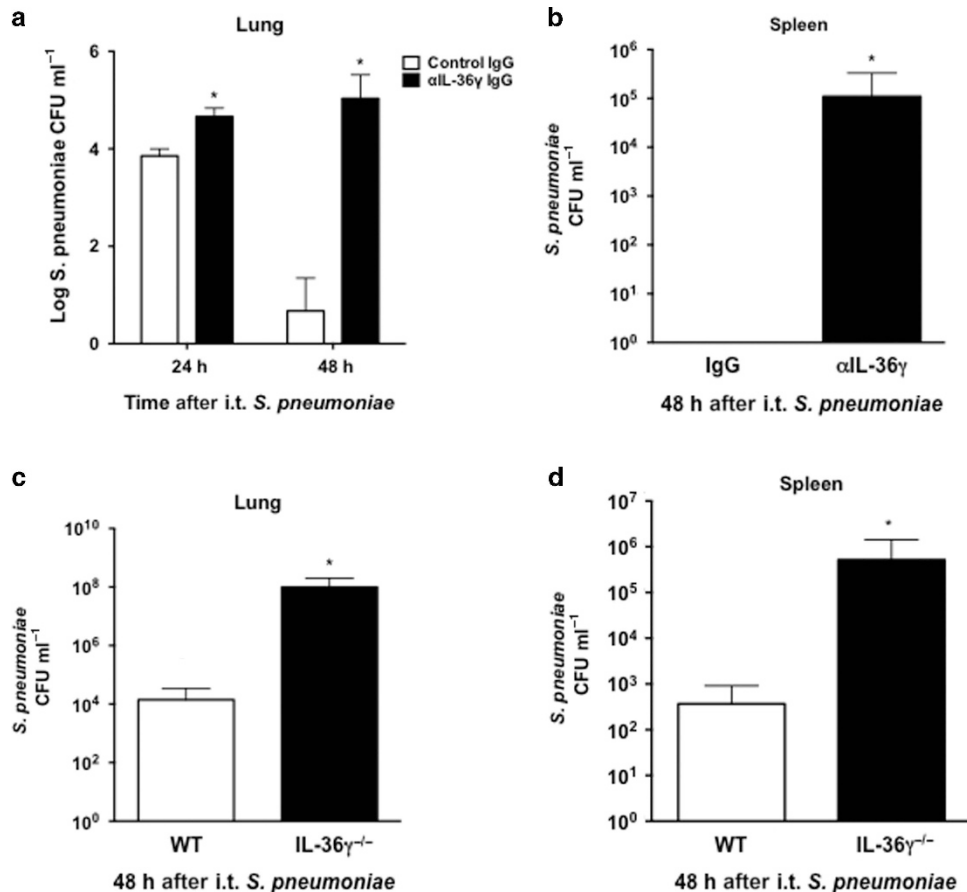 a
Lung
Log S. pneumoniae CFU ml⁻¹
6
4
2
0
*
*
Control IgG
αIL-36γ IgG
24 h
48 h
Time after i.t. S. pneumoniae
b
Spleen
S. pneumoniae
CFU ml⁻¹
10⁶
10⁵
10⁴
10³
10²
10¹
10⁰
*
IgG
αIL-36γ
48 h after i.t. S. pneumoniae
c
Lung
S. pneumoniae
CFU ml⁻¹
10¹⁰
10⁸
10⁶
10⁴
10²
10⁰
*
WT
IL-36γ⁻/⁻
48 h after i.t. S. pneumoniae
d
Spleen
S. pneumoniae
CFU ml⁻¹
10⁷
10⁶
10⁵
10⁴
10³
10²
10¹
10⁰
*
WT
IL-36γ⁻/⁻
48 h after i.t. S. pneumoniae